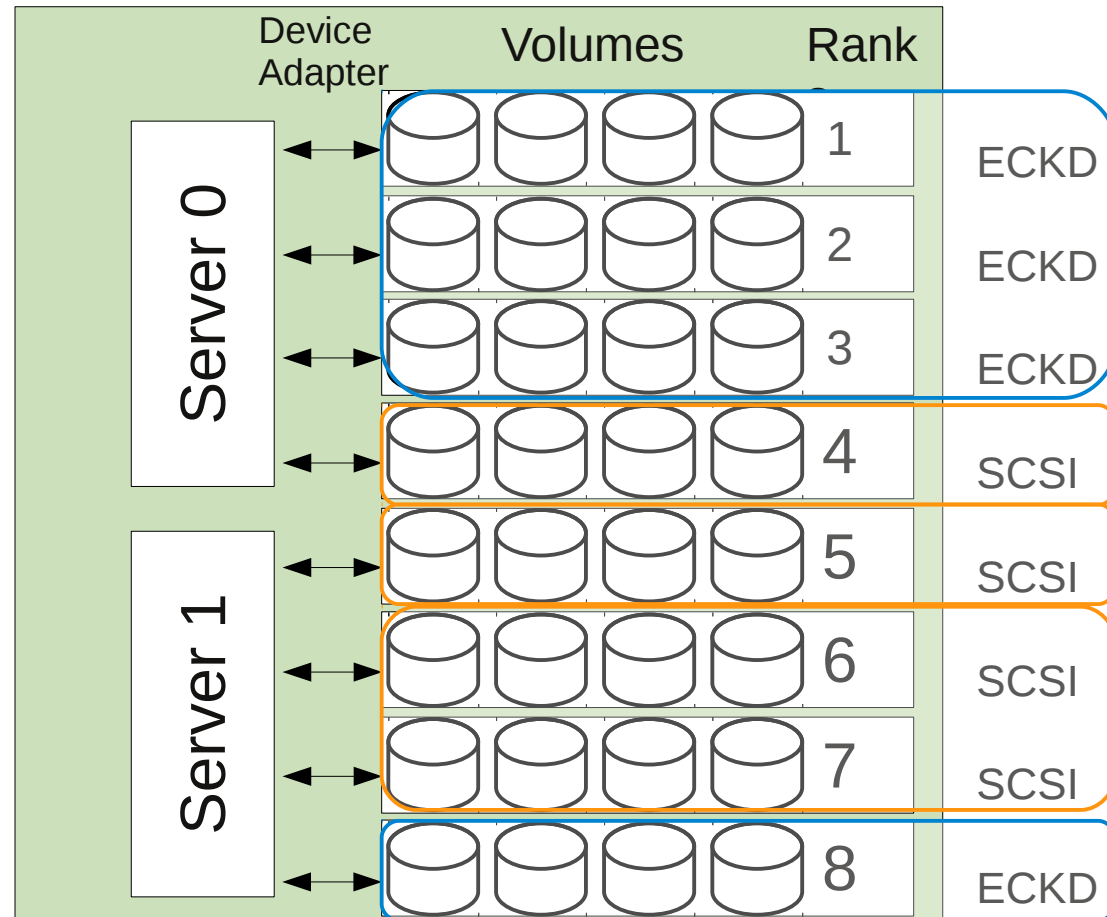 Device
Adapter
Volumes
Rank
Server 0
1
ECKD
2
ECKD
3
ECKD
4
SCSI
Server 1
5
SCSI
6
SCSI
7
SCSI
8
ECKD